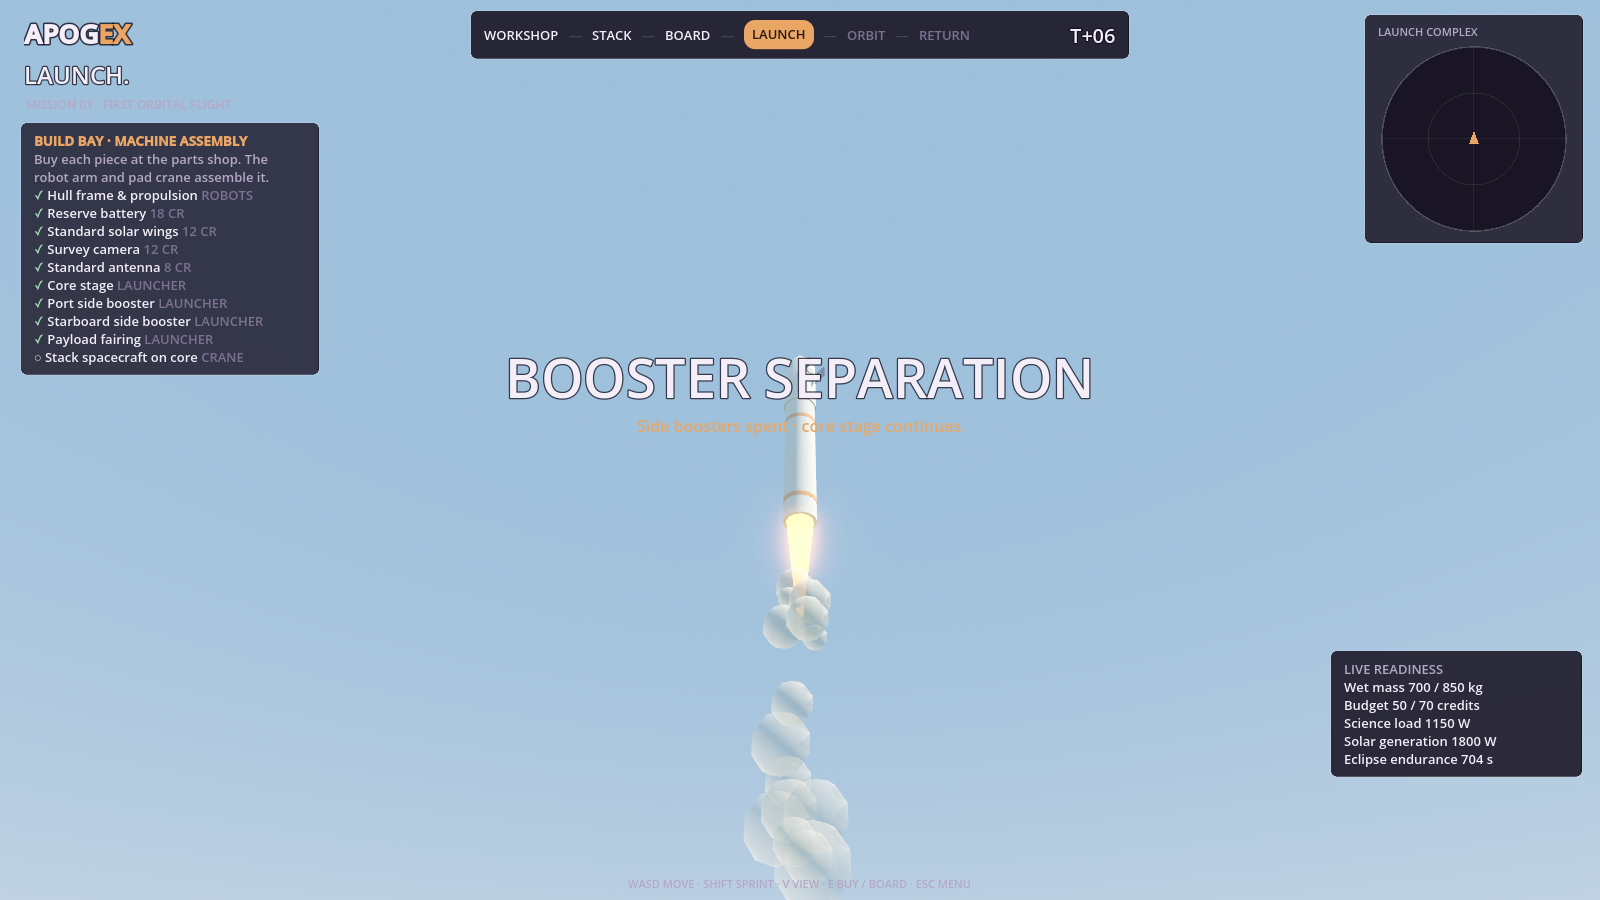 APOGEX
LAUNCH.
MISSION 01 · FIRST ORBITAL FLIGHT
WORKSHOP — STACK — BOARD — LAUNCH — ORBIT — RETURN T+06
LAUNCH COMPLEX
BUILD BAY · MACHINE ASSEMBLY
Buy each piece at the parts shop. The
robot arm and pad crane assemble it.
✓ Hull frame & propulsion ROBOTS
✓ Reserve battery 18 CR
✓ Standard solar wings 12 CR
✓ Survey camera 12 CR
✓ Standard antenna 8 CR
✓ Core stage LAUNCHER
✓ Port side booster LAUNCHER
✓ Starboard side booster LAUNCHER
✓ Payload fairing LAUNCHER
○ Stack spacecraft on core CRANE
BOOSTER SEPARATION
Side boosters spent · core stage continues
LIVE READINESS
Wet mass 700 / 850 kg
Budget 50 / 70 credits
Science load 1150 W
Solar generation 1800 W
Eclipse endurance 704 s
WASD MOVE · SHIFT SPRINT · V VIEW · E BUY / BOARD · ESC MENU